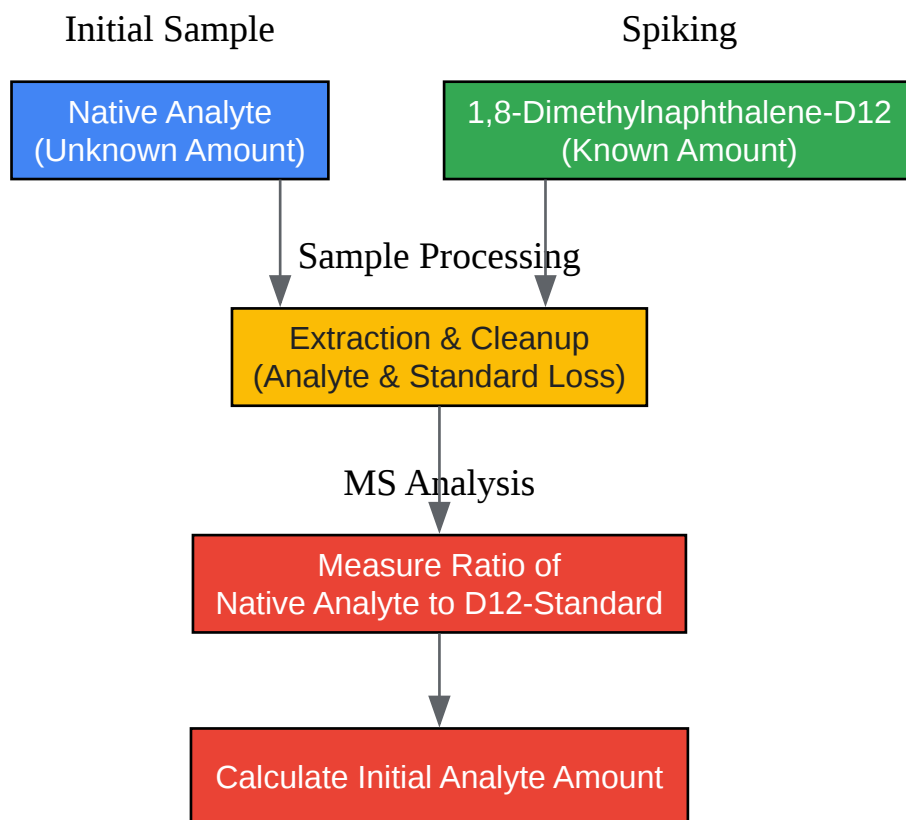 Initial Sample
Spiking
Native Analyte
(Unknown Amount)
1,8-Dimethylnaphthalene-D12
(Known Amount)
Sample Processing
Extraction & Cleanup
(Analyte & Standard Loss)
MS Analysis
Measure Ratio of
Native Analyte to D12-Standard
Calculate Initial Analyte Amount